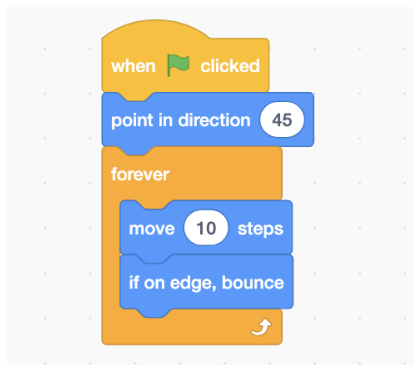 when clicked
point in direction 45
forever
move 10 steps
if on edge, bounce